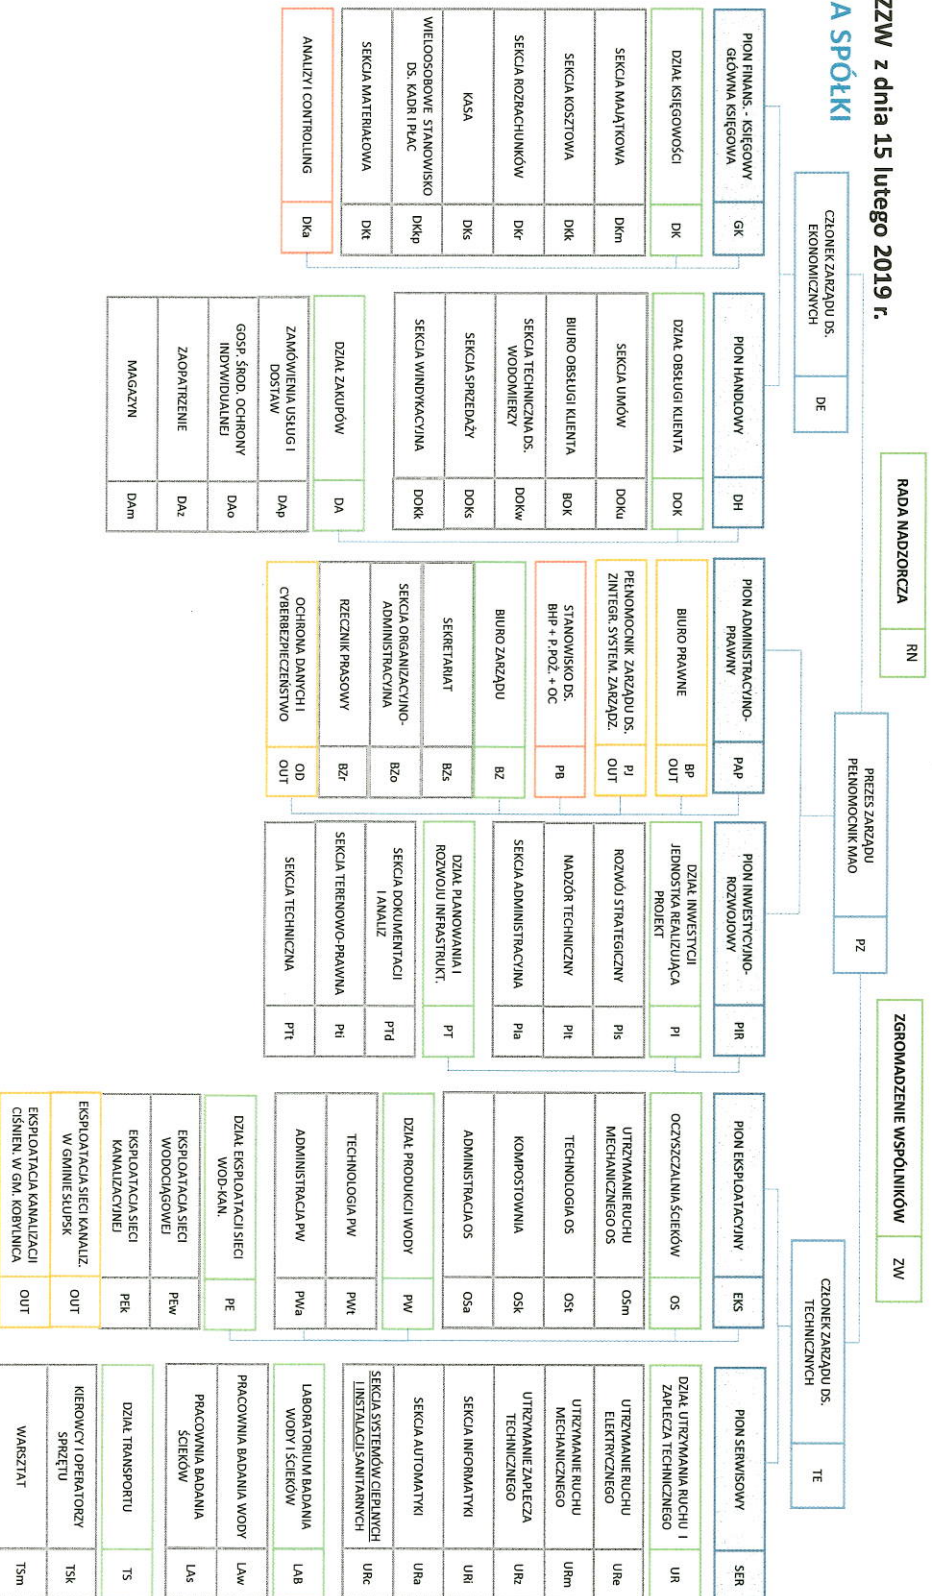 ZZW z dnia 15 lutego 2019 r.
A SPÓŁKI
RADA NADZORCZA
RN
ZGROMADZENIE WSPÓLNIKÓW
ZW
PREZES ZARZĄDU
PEŁNOMOCNIK MAO
PZ
CZŁONEK ZARZĄDU DS.
EKONOMICZNYCH
DE
CZŁONEK ZARZĄDU DS.
TECHNICZNYCH
TE
PION FINANS. - KSIĘGOWY
GŁÓWNA KSIĘGOWA
GK
DZIAŁ KSIĘGOWOŚCI
DK
SEKCJA MAJĄTKOWA
DKm
SEKCJA KOSZTOWA
DKk
SEKCJA ROZRACHUNKÓW
DKr
KASA
DKs
WIELOOSOBOWE STANOWISKO
DS. KADR I PŁAC
DKkp
SEKCJA MATERIAŁOWA
DKt
ANALIZY I CONTROLLING
DKa
PION HANDLOWY
DH
DZIAŁ OBSŁUGI KLIENTA
DOK
SEKCJA UMÓW
DOKu
BIURO OBSŁUGI KLIENTA
BOK
SEKCJA TECHNICZNA DS.
WODOMIERZY
DOKw
SEKCJA SPRZEDAŻY
DOKs
SEKCJA WINDYKACYJNA
DOKk
DZIAŁ ZAKUPÓW
DA
ZAMÓWIENIA USŁUG I
DOSTAW
DAp
GOSP. ŚROD. OCHRONY
INDYWIDUALNEJ
DAo
ZAOPATRZENIE
DAz
MAGAZYN
DAm
PION ADMINISTRACYJNO-
PRAWNY
PAP
BIURO PRAWNE
BP
OUT
PEŁNOMOCNIK ZARZĄDU DS.
ZINTEGR. SYSTEM. ZARZĄDZ.
PJ
OUT
STANOWISKO DS.
BHP + P.POŻ. + OC
PB
BIURO ZARZĄDU
BZ
SEKRETARIAT
BZs
SEKCJA ORGANIZACYJNO-
ADMINISTRACYJNA
BZo
RZECZNIK PRASOWY
BZr
OCHRONA DANYCH I
CYBERBEZPIECZEŃSTWO
OD
OUT
PION INWESTYCYJNO-
ROZWOJOWY
PIR
DZIAŁ INWESTYCJI
JEDNOSTKA REALIZUJĄCA
PROJEKT
PI
ROZWÓJ STRATEGICZNY
PIs
NADZÓR TECHNICZNY
PIt
SEKCJA ADMINISTRACYJNA
PIa
DZIAŁ PLANOWANIA I
ROZWOJU INFRASTRUKT.
PT
SEKCJA DOKUMENTACJI
I ANALIZ
PTd
SEKCJA TERENOWO-PRAWNA
Pti
SEKCJA TECHNICZNA
PTt
PION EKSPLOATACYJNY
EKS
OCZYSZCZALNIA ŚCIEKÓW
OS
UTRZYMANIE RUCHU
MECHANICZNEGO OS
OSm
TECHNOLOGIA OS
OSt
KOMPOSTOWNIA
OSk
ADMINISTRACJA OS
OSa
DZIAŁ PRODUKCJI WODY
PW
TECHNOLOGIA PW
PWt
ADMINISTRACJA PW
PWa
DZIAŁ EKSPLOATACJI SIECI
WOD-KAN.
PE
EKSPLOATACJA SIECI
WODOCIĄGOWEJ
PEw
EKSPLOATACJA SIECI
KANALIZACYJNEJ
PEk
EKSPLOATACJA SIECI KANALIZ.
W GMINIE SŁUPSK
OUT
EKSPLOATACJA KANALIZACJI
CIŚNIEN. W GM. KOBYLNICA
OUT
PION SERWISOWY
SER
DZIAŁ UTRZYMANIA RUCHU I
ZAPLECZA TECHNICZNEGO
UR
UTRZYMANIE RUCHU
ELEKTRYCZNEGO
URe
UTRZYMANIE RUCHU
MECHANICZNEGO
URm
UTRZYMANIE ZAPLECZA
TECHNICZNEGO
URz
SEKCJA INFORMATYKI
URi
SEKCJA AUTOMATYKI
URa
SEKCJA SYSTEMÓW CIEPLNYCH
I INSTALACJI SANITARNYCH
URc
LABORATORIUM BADANIA
WODY I ŚCIEKÓW
LAB
PRACOWNIA BADANIA WODY
LAw
PRACOWNIA BADANIA
ŚCIEKÓW
LAs
DZIAŁ TRANSPORTU
TS
KIEROWCY I OPERATORZY
SPRZĘTU
TSk
WARSZTAT
TSm